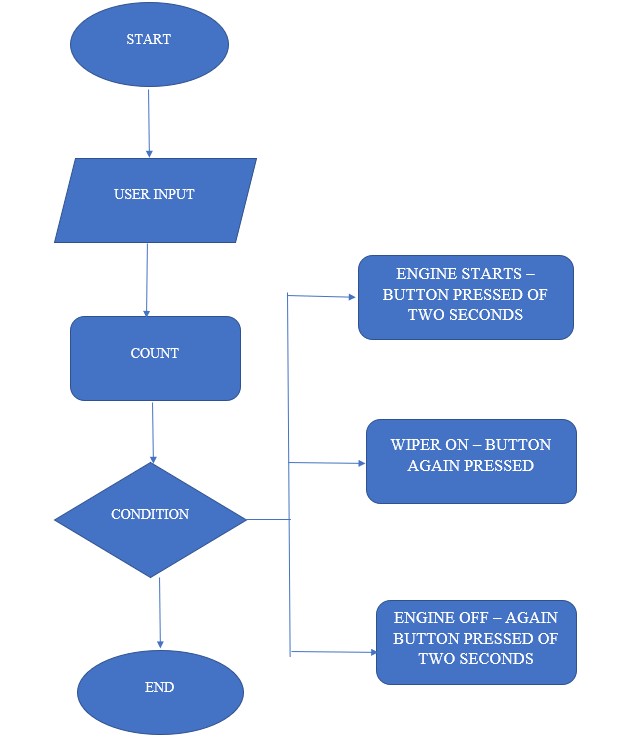 START
USER INPUT
COUNT
CONDITION
END
ENGINE STARTS –
BUTTON PRESSED OF
TWO SECONDS
WIPER ON – BUTTON
AGAIN PRESSED
ENGINE OFF – AGAIN
BUTTON PRESSED OF
TWO SECONDS